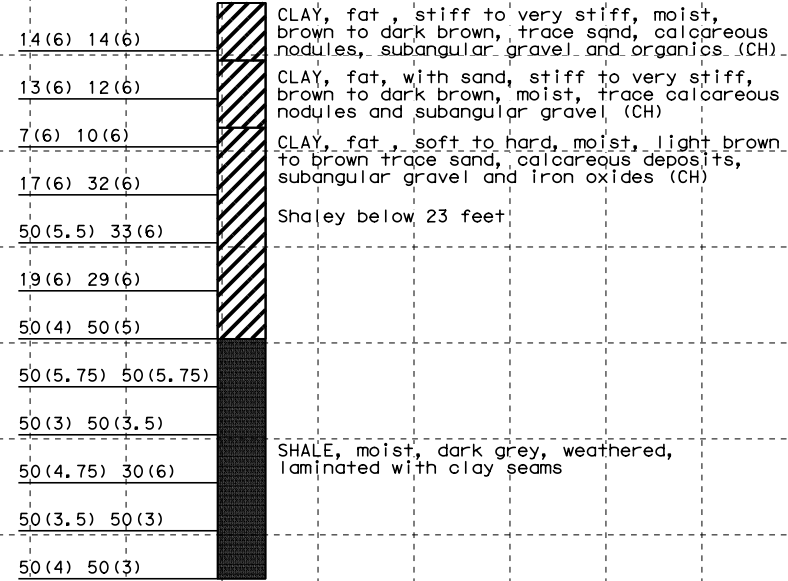 CLAY, fat , stiff to very stiff, moist,
brown to dark brown, trace sand, calcareous
nodules, subangular gravel and organics (CH)
14(6) 14(6)
CLAY, fat, with sand, stiff to very stiff,
brown to dark brown, moist, trace calcareous
nodules and subangular gravel (CH)
13(6) 12(6)
7(6) 10(6)
CLAY, fat , soft to hard, moist, light brown
to brown trace sand, calcareous deposits,
subangular gravel and iron oxides (CH)
17(6) 32(6)
Shaley below 23 feet
50(5.5) 33(6)
19(6) 29(6)
50(4) 50(5)
50(5.75) 50(5.75)
50(3) 50(3.5)
SHALE, moist, dark grey, weathered,
laminated with clay seams
50(4.75) 30(6)
50(3.5) 50(3)
50(4) 50(3)